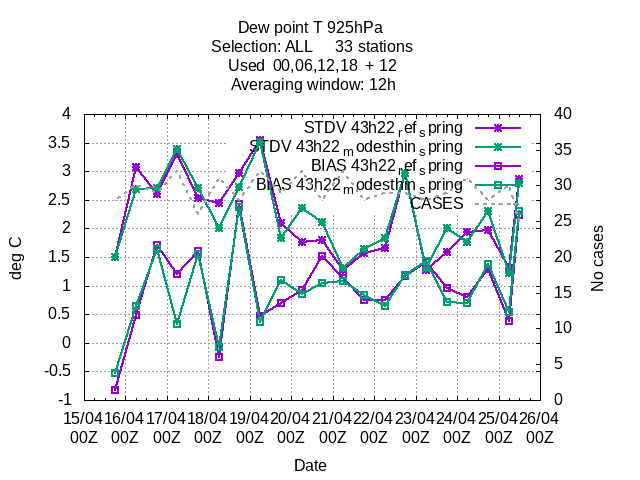 Dew point T 925hPa
Selection: ALL 33 stations
Used 00,06,12,18 + 12
Averaging window: 12h
STDV 43h22_ref_spring
STDV 43h22_modesthin_spring
BIAS 43h22_ref_spring
BIAS 43h22_modesthin_spring
CASES
4
3.5
3
2.5
2
1.5
1
0.5
0
-0.5
-1
40
35
30
25
20
15
10
5
0
deg C
No cases
15/04 16/04 17/04 18/04 19/04 20/04 21/04 22/04 23/04 24/04 25/04 26/04
00Z 00Z 00Z 00Z 00Z 00Z 00Z 00Z 00Z 00Z 00Z 00Z
Date